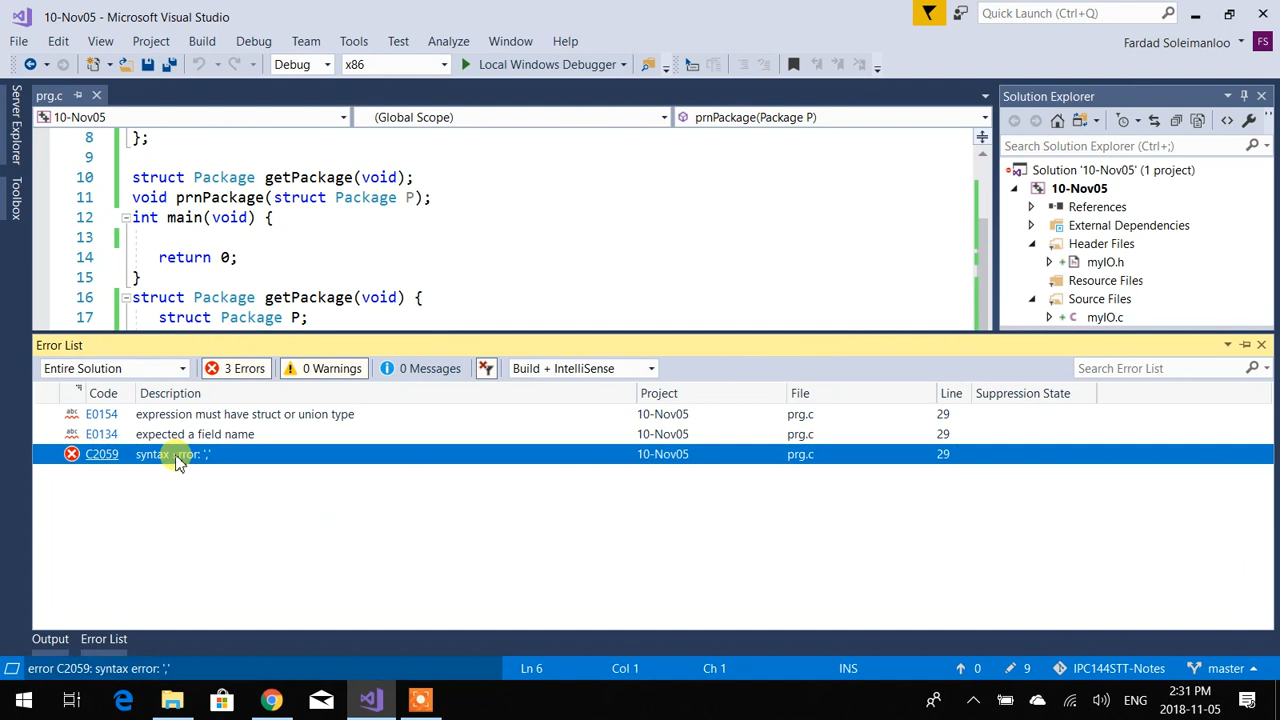 10-Nov05 - Microsoft Visual Studio
Quick Launch (Ctrl+Q)
File Edit View Project Build Debug Team Tools Test Analyze Window Help
Fardad Soleimanloo FS
Debug x86 Local Windows Debugger
Server Explorer
Toolbox
prg.c
10-Nov05 (Global Scope) prnPackage(Package P)
8 };
9
10 struct Package getPackage(void);
11 void prnPackage(struct Package P);
12 int main(void) {
13
14 return 0;
15 }
16 struct Package getPackage(void) {
17 struct Package P;
Solution Explorer
Search Solution Explorer (Ctrl+;)
Solution '10-Nov05' (1 project)
10-Nov05
References
External Dependencies
Header Files
myIO.h
Resource Files
Source Files
myIO.c
Error List
Entire Solution 3 Errors 0 Warnings 0 Messages Build + IntelliSense Search Error List
Code Description Project File Line Suppression State
abc E0154 expression must have struct or union type 10-Nov05 prg.c 29
abc E0134 expected a field name 10-Nov05 prg.c 29
C2059 syntax error: ',' 10-Nov05 prg.c 29
Output Error List
error C2059: syntax error: ',' Ln 6 Col 1 Ch 1 INS 0 9 IPC144STT-Notes master
ENG 2:31 PM
2018-11-05